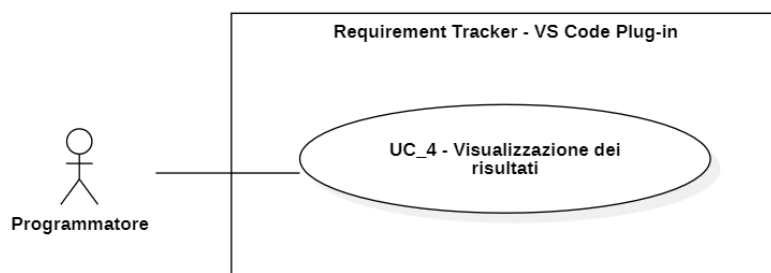 Requirement Tracker - VS Code Plug-in
UC_4 - Visualizzazione dei
risultati
Programmatore